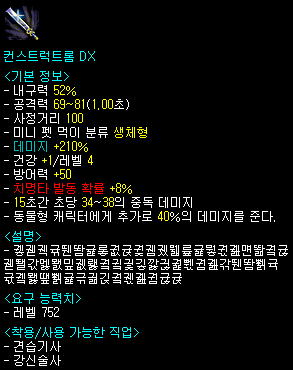 컨스트럭트룸 DX
<기본 정보>
- 내구력 52%
- 공격력 69~81(1.00초)
- 사정거리 100
- 미니 펫 먹이 분류 생체형
- 데미지 +210%
- 건강 +1/레벨 4
- 방어력 +50
- 치명타 발동 확률 +8%
- 15초간 초당 34~38의 중독 데미지
- 동물형 캐릭터에게 추가로 40%의 데미지를 준다.
<설명>
<요구 능력치>
- 레벨 752
<착용/사용 가능한 직업>
- 견습기사
- 강신술사